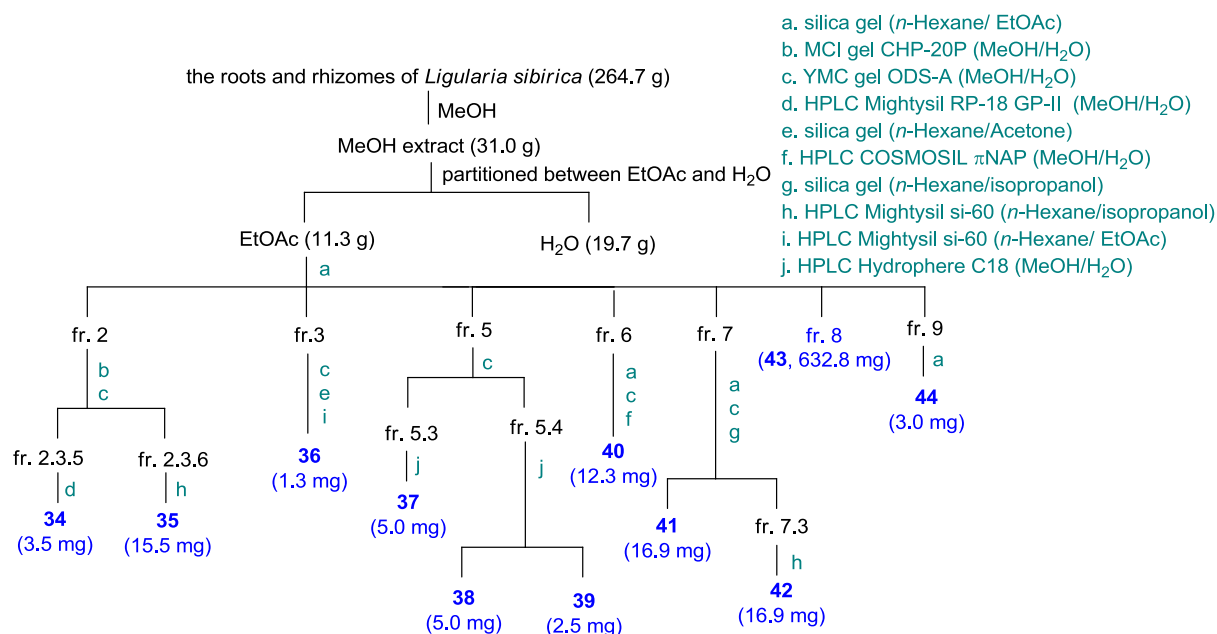 a. silica gel (n-Hexane/ EtOAc)
b. MCI gel CHP-20P (MeOH/H₂O)
c. YMC gel ODS-A (MeOH/H₂O)
d. HPLC Mightysil RP-18 GP-II (MeOH/H₂O)
e. silica gel (n-Hexane/Acetone)
f. HPLC COSMOSIL πNAP (MeOH/H₂O)
g. silica gel (n-Hexane/isopropanol)
h. HPLC Mightysil si-60 (n-Hexane/isopropanol)
i. HPLC Mightysil si-60 (n-Hexane/ EtOAc)
j. HPLC Hydrophere C18 (MeOH/H₂O)
the roots and rhizomes of Ligularia sibirica (264.7 g)
MeOH
MeOH extract (31.0 g)
partitioned between EtOAc and H₂O
EtOAc (11.3 g)
H₂O (19.7 g)
a
fr. 2
fr.3
fr. 5
fr. 6
fr. 7
fr. 8
(43, 632.8 mg)
fr. 9
b
c
c
e
i
c
a
c
f
a
c
g
a
fr. 2.3.5
fr. 2.3.6
36
(1.3 mg)
fr. 5.3
fr. 5.4
40
(12.3 mg)
44
(3.0 mg)
d
h
j
j
34
(3.5 mg)
35
(15.5 mg)
37
(5.0 mg)
41
(16.9 mg)
fr. 7.3
h
38
(5.0 mg)
39
(2.5 mg)
42
(16.9 mg)